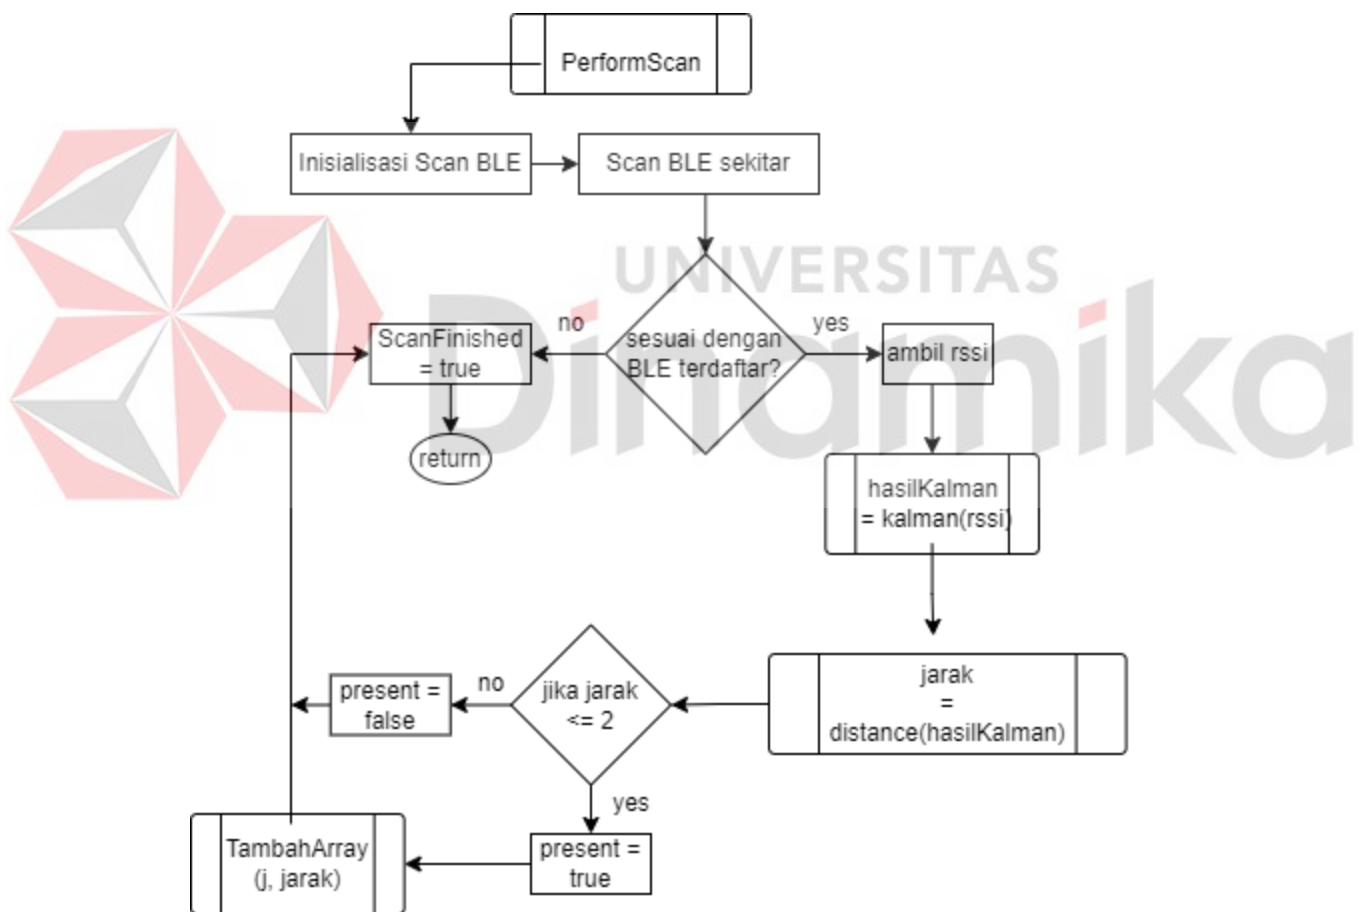 PerformScan
Inisialisasi Scan BLE
Scan BLE sekitar
UNIVERSITAS
Dinamika
sesuai dengan
BLE terdaftar?
no
yes
ScanFinished
= true
return
ambil rssi
hasilKalman
= kalman(rssi)
jarak
=
distance(hasilKalman)
jika jarak
<= 2
no
present =
false
yes
present =
true
TambahArray
(j, jarak)